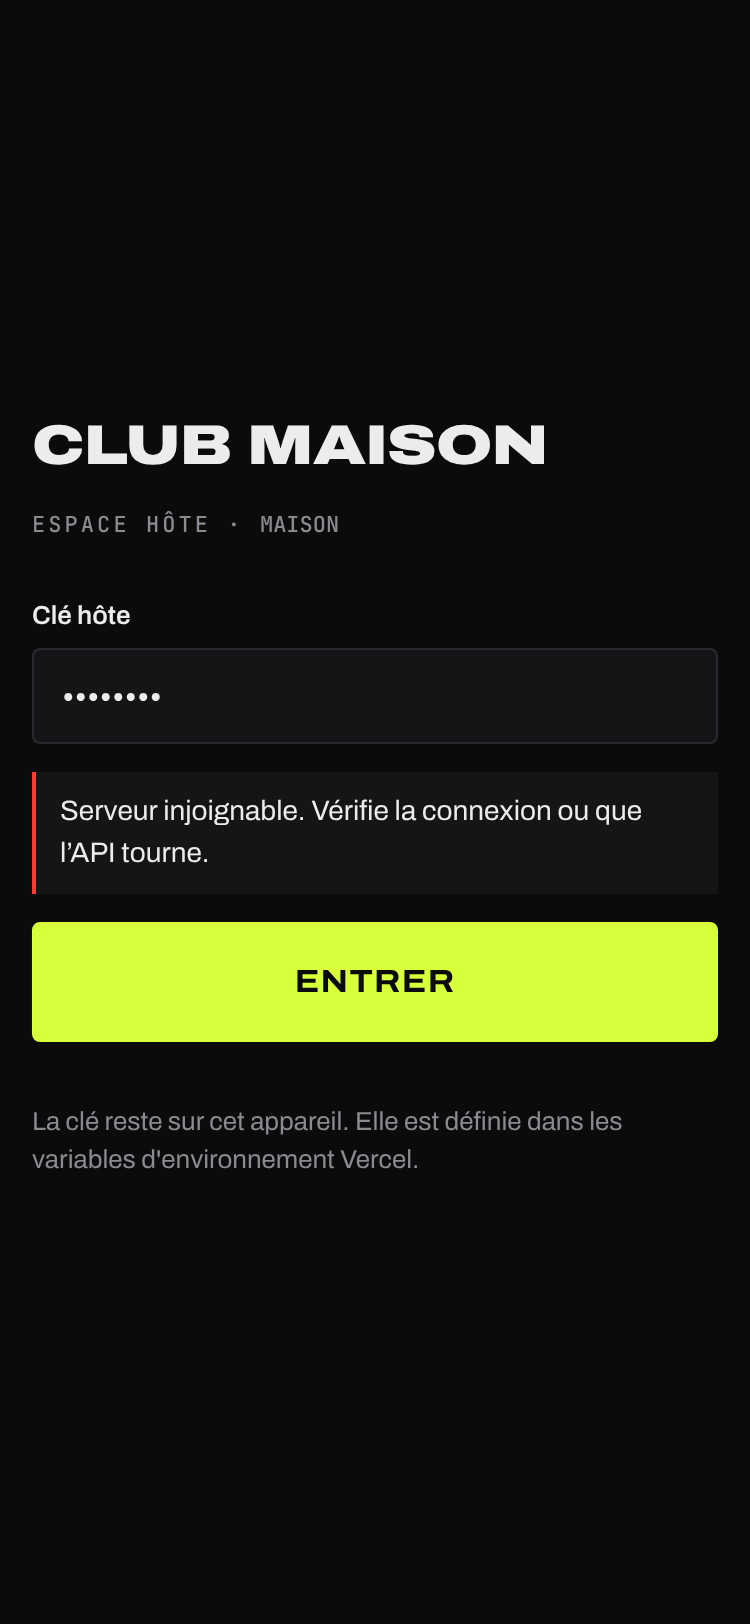 CLUB MAISON
ESPACE HÔTE · MAISON
Clé hôte
••••••••
Serveur injoignable. Vérifie la connexion ou que
l’API tourne.
ENTRER
La clé reste sur cet appareil. Elle est définie dans les
variables d'environnement Vercel.